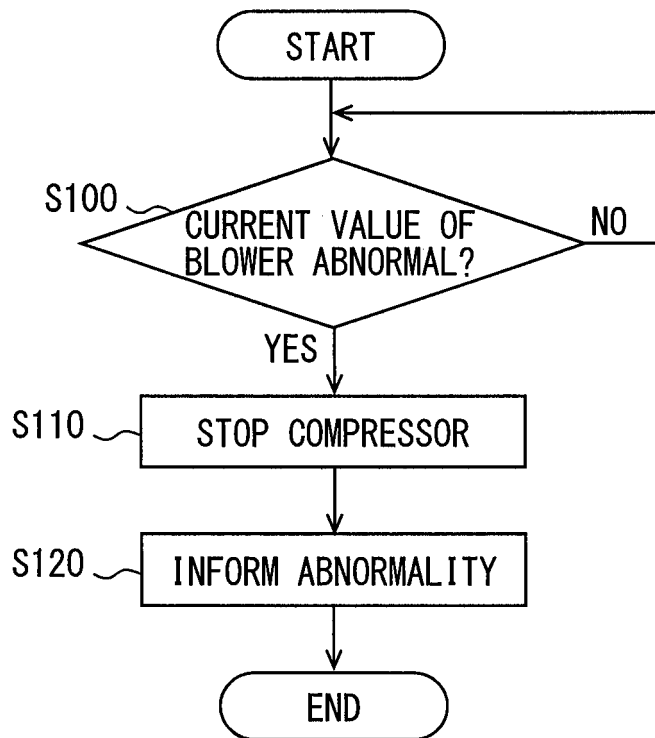 START
S100
CURRENT VALUE OF
BLOWER ABNORMAL?
NO
YES
S110
STOP COMPRESSOR
S120
INFORM ABNORMALITY
END